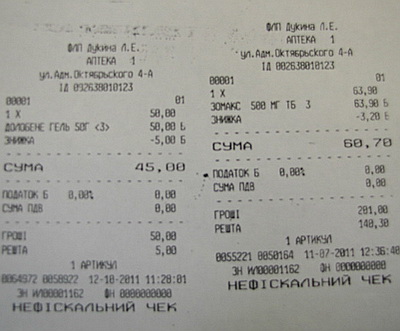 ФЛП Дукина Л.Е.
АПТЕКА 1
ул.Адм.Октябрьского 4-А
ІД 092638010123
00001 01
1 X 50,00
ДОЛОБЕНЕ ГЕЛЬ 50Г <3> 50,00 Б
ЗНИЖКА -5,00 Б
СУМА 45,00
ПОДАТОК Б 0,00% 0,00
СУМА ПДВ 0,00
ГРОШІ 50,00
РЕШТА 5,00
1 АРТИКУЛ
0064972 0058922 12-10-2011 11:28:01
ЗН ИЛ00001162 ФН 0000000000
НЕФІСКАЛЬНИЙ ЧЕК
ФЛП Дукина Л.Е.
АПТЕКА 1
ул.Адм.Октябрьского 4-А
ІД 092638010123
00001 01
1 X 63,90
ЗОМАКС 500 МГ ТБ 3 63,90 Б
ЗНИЖКА -3,20 Б
СУМА 60,70
ПОДАТОК Б 0,00% 0,00
СУМА ПДВ 0,00
ГРОШІ 201,00
РЕШТА 140,30
1 АРТИКУЛ
0055221 0050164 11-07-2011 12:36:40
ЗН ИЛ00001162 ФН 0000000000
НЕФІСКАЛЬНИЙ ЧЕК